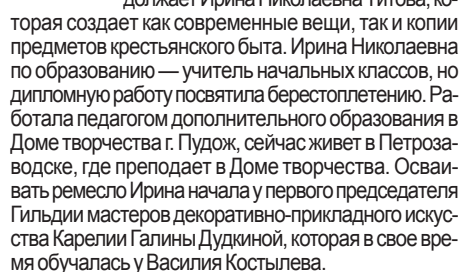 должает Ирина Николаевна Титова, ко-
торая создает как современные вещи, так и копии
предметов крестьянского быта. Ирина Николаевна
по образованию — учитель начальных классов, но
дипломную работу посвятила берестоплетению. Ра-
ботала педагогом дополнительного образования в
Доме творчества г. Пудож, сейчас живет в Петроза-
водске, где преподает в Доме творчества. Осваи-
вать ремесло Ирина начала у первого председателя
Гильдии мастеров декоративно-прикладного искус-
ства Карелии Галины Дудкиной, которая в свое вре-
мя обучалась у Василия Костылева.